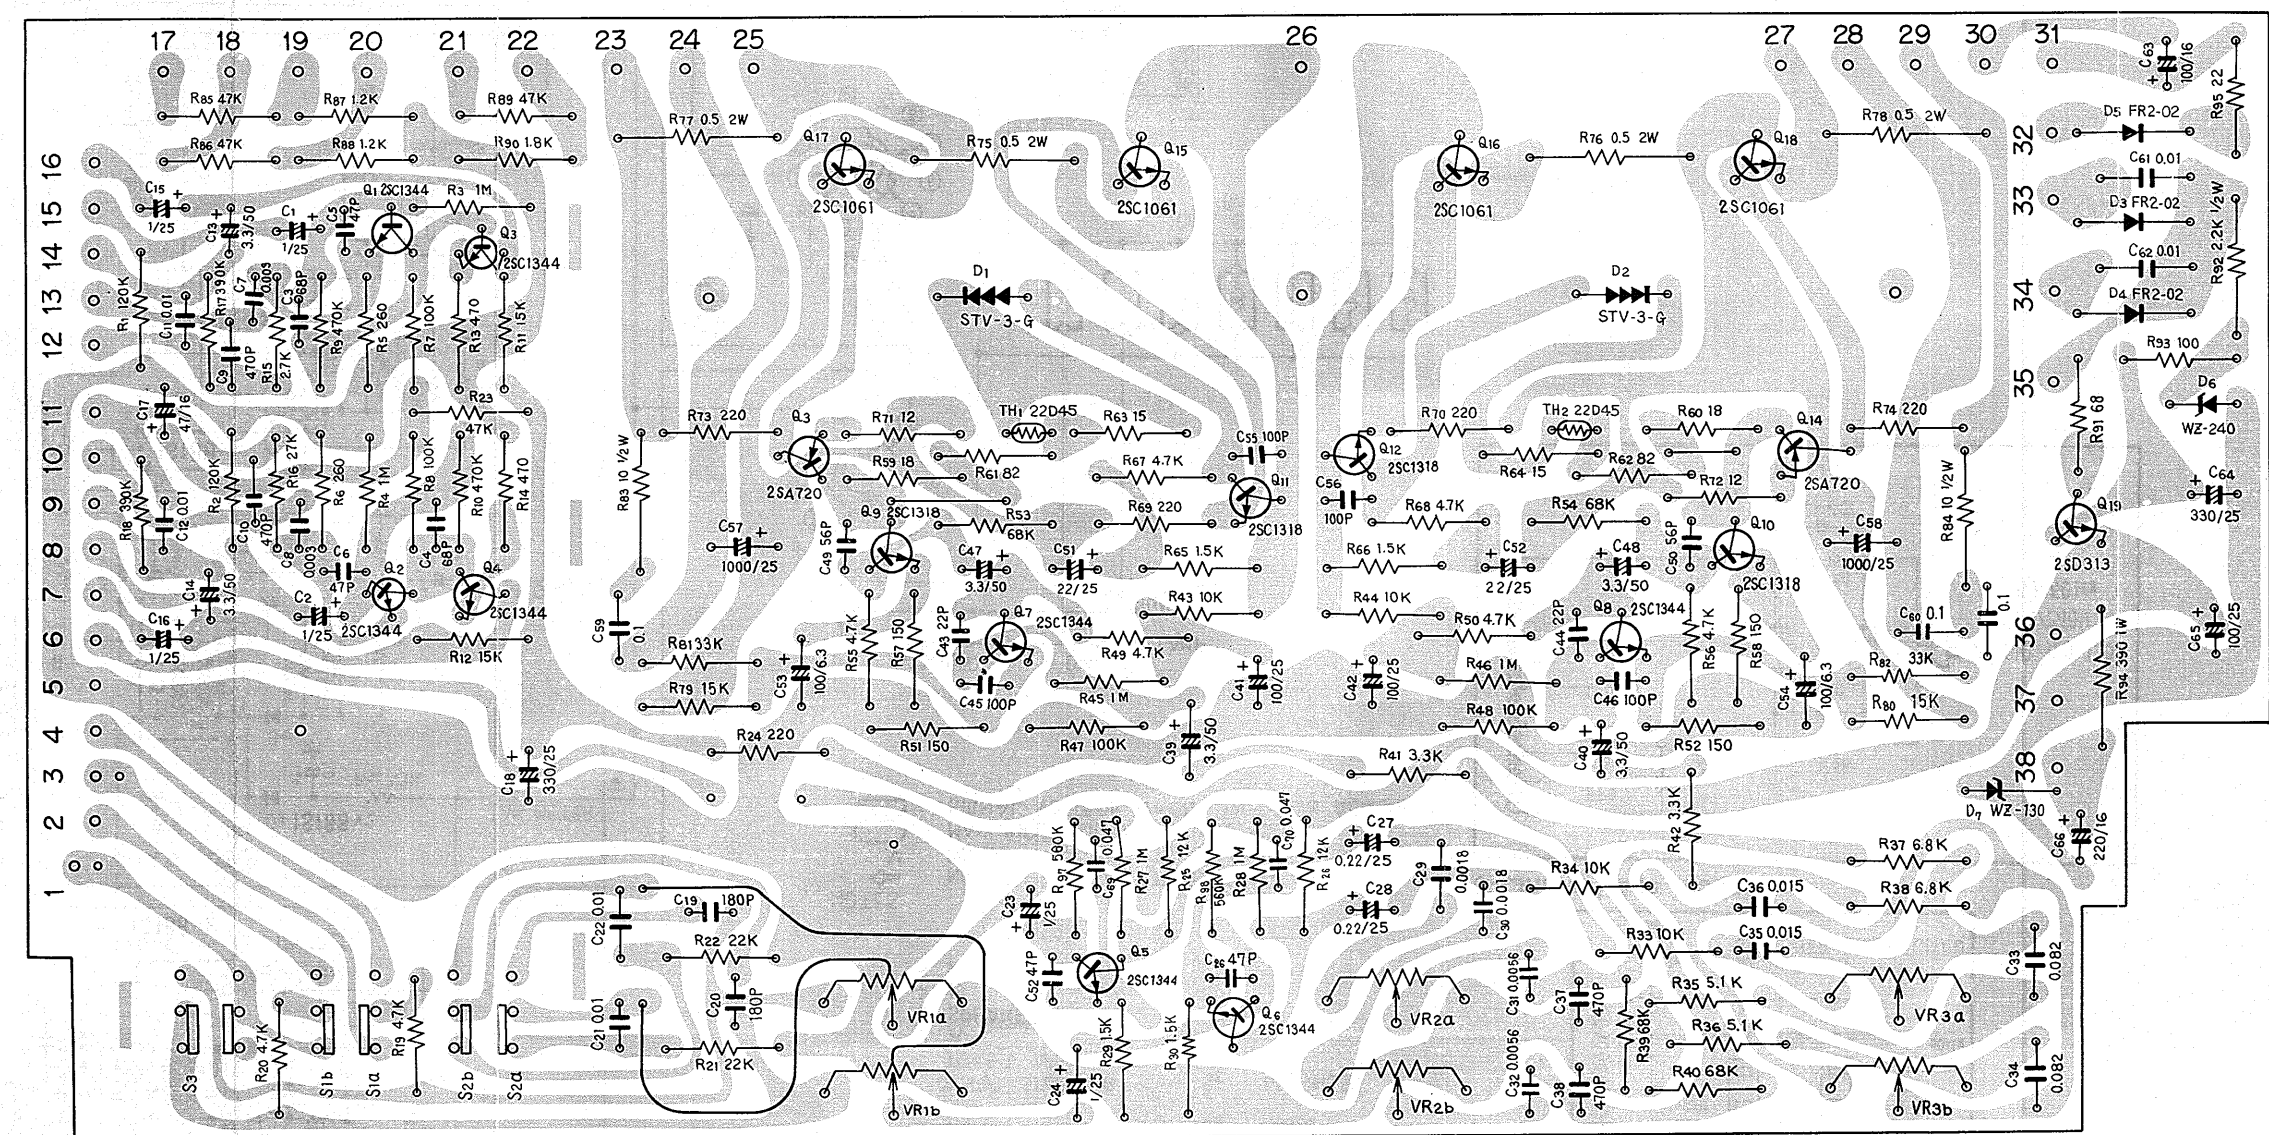 17 18 19 20 21 22 23 24 25 26 27 28 29 30 31
C63 100/16
R95 22
R85 47K
R87 1.2K
R89 47K
R77 0.5 2W
Q17
R75 0.5 2W
Q15
Q16
R76 0.5 2W
Q18
R78 0.5 2W
D5 FR2-02
32
16
R86 47K
R88 1.2K
R90 1.8K
C61 0.01
C15 + 1/25
Q1 2SC1344
R3 1M
2SC1061
2SC1061
2SC1061
2SC1061
33
D3 FR2-02
15
C13 + 3.3/50
C1 + 1/25
C5 47P
Q3
2SC1344
14
C62 0.01
R92 2.2K 1/2W
R1 120K
C11 0.01
R17 390K
C7 0.003
C3 68P
D1
STV-3-G
D2
STV-3-G
34
D4 FR2-02
13
R9 470K
R5 260
R7 100K
R13 470
R11 15K
12
C9 470P
R15 2.7K
R93 100
35
D6
WZ-240
11
C17 + 47/16
R23 47K
R73 220
Q3
2SA720
R71 12
TH1 22D45
R63 15
R70 220
TH2 22D45
R60 18
Q14
2SA720
R74 220
R91 68
10
R18 390K
C12 0.01
R2 120K
C10 470P
R16 27K
R6 260
R4 1M
R8 100K
R10 470K
R14 470
R83 10 1/2W
R59 18
R61 82
R67 4.7K
C55 100P
Q12
2SC1318
R64 15
R62 82
C64 + 330/25
9
C8 0.003
C4 68P
Q9 2SC1318
R53 68K
R69 220
Q11
2SC1318
C56 100P
R68 4.7K
R54 68K
R72 12
R84 10 1/2W
Q19
2SD313
8
C6 47P
Q2
2SC1344
Q4
2SC1344
C57 + 1000/25
C49 56P
C47 + 3.3/50
C51 + 22/25
R65 1.5K
R66 1.5K
C52 + 22/25
C48 + 3.3/50
C50 56P
Q10
2SC1318
C58 + 1000/25
7
C14 + 3.3/50
C2 + 1/25
R43 10K
R44 10K
C60 0.1
0.1
6
C16 + 1/25
R12 15K
C59 0.1
R81 33K
R55 4.7K
R57 150
C43 22P
Q7
2SC1344
R49 4.7K
R50 4.7K
C44 22P
Q8
2SC1344
R56 4.7K
R58 150
36
C65 + 100/25
5
R79 15K
C53 + 100/6.3
C45 100P
R45 1M
C41 100/25
C42 100/25
R46 1M
C46 100P
C54 + 100/6.3
R82 33K
R94 390 1W
37
4
R24 220
R51 150
R47 100K
C39 + 3.3/50
R48 100K
C40 + 3.3/50
R52 150
R80 15K
3
C18 + 330/25
R41 3.3K
38
D7 WZ-130
2
R97 560K
C69 0.047
R27 1M
R25 12K
R98 560K
R28 1M
C70 0.047
R26 12K
C27 + 0.22/25
C29 0.0018
R42 3.3K
R37 6.8K
C66 + 220/16
1
C19 180P
C22 0.01
C23 + 1/25
C28 + 0.22/25
C30 0.0018
R34 10K
C36 0.015
R38 6.8K
R22 22K
C52 47P
Q5
2SC1344
C26 47P
R33 10K
C35 0.015
C33 0.082
S3
R20 4.7K
S1b
S1a
R19 4.7K
S2b
S2a
C21 0.01
C20 180P
VR1a
Q6
2SC1344
VR2a
C31 0.0056
C37 470P
R35 5.1K
VR3a
R21 22K
VR1b
C24 + 1/25
R29 1.5K
R30 1.5K
VR2b
C32 0.0056
C38 470P
R39 68K
R36 5.1K
R40 68K
VR3b
C34 0.082